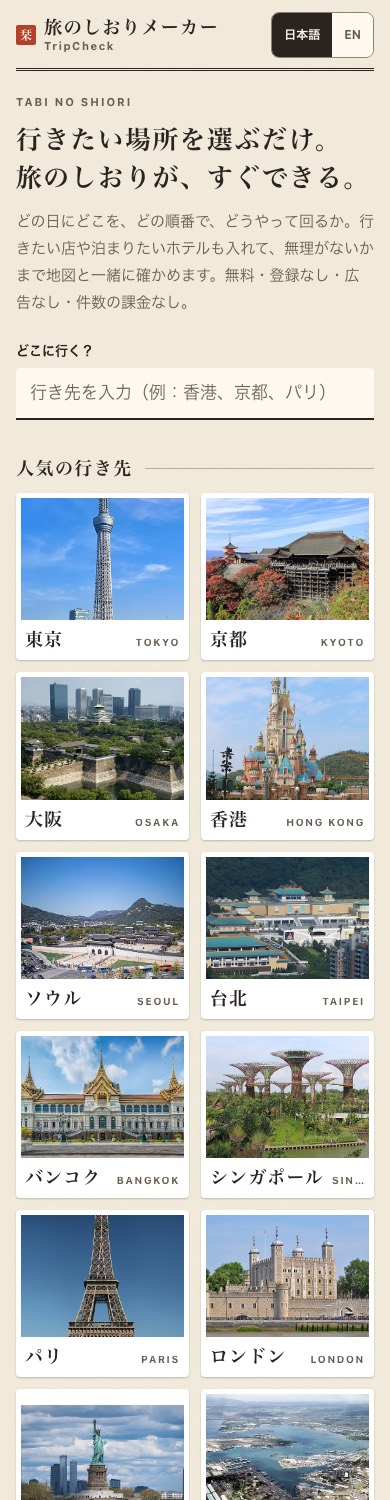 栞
旅のしおりメーカー
TripCheck
日本語
EN
TABI NO SHIORI
行きたい場所を選ぶだけ。
旅のしおりが、すぐできる。
どの日にどこを、どの順番で、どうやって回るか。行
きたい店や泊まりたいホテルも入れて、無理がないか
まで地図と一緒に確かめます。無料・登録なし・広
告なし・件数の課金なし。
どこに行く？
行き先を入力（例：香港、京都、パリ）
人気の行き先
東京 TOKYO
京都 KYOTO
大阪 OSAKA
香港 HONG KONG
ソウル SEOUL
台北 TAIPEI
バンコク BANGKOK
シンガポール SIN…
パリ PARIS
ロンドン LONDON